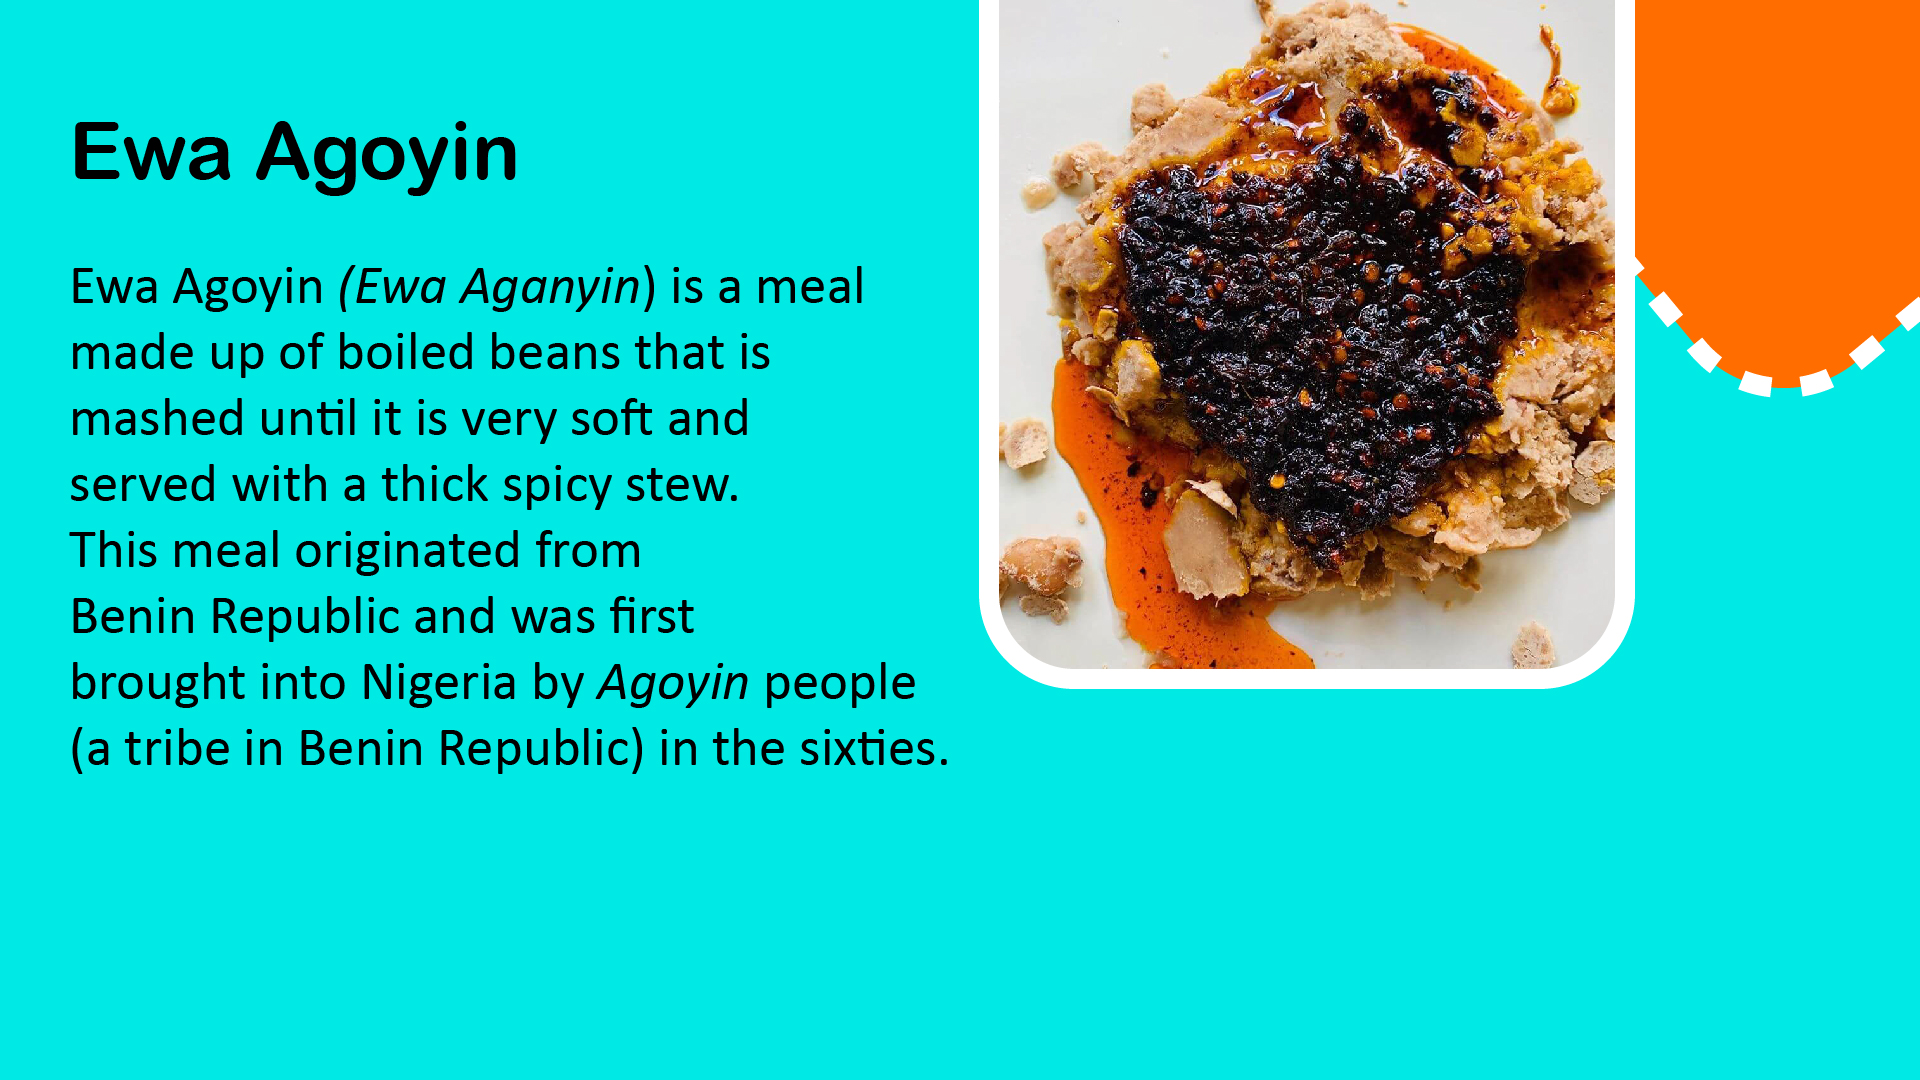 Ewa Agoyin
Ewa Agoyin (Ewa Aganyin) is a meal
made up of boiled beans that is
mashed until it is very soft and
served with a thick spicy stew.
This meal originated from
Benin Republic and was first
brought into Nigeria by Agoyin people
(a tribe in Benin Republic) in the sixties.